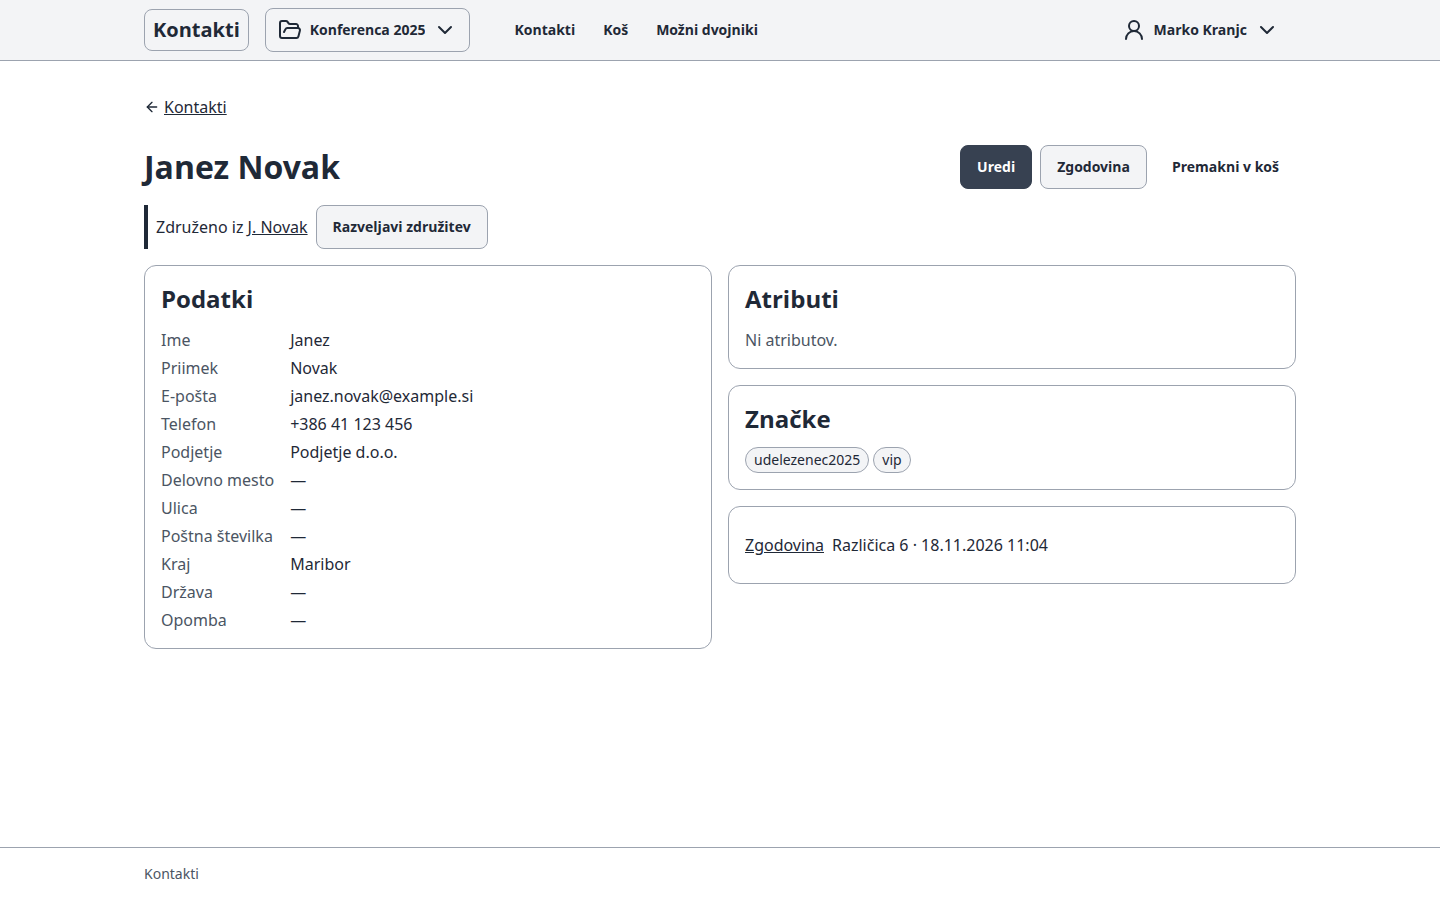 Kontakti
Konferenca 2025
Kontakti
Koš
Možni dvojniki
Marko Kranjc
Kontakti
Janez Novak
Uredi
Zgodovina
Premakni v koš
Združeno iz J. Novak
Razveljavi združitev
Podatki
Ime Janez
Priimek Novak
E-pošta janez.novak@example.si
Telefon +386 41 123 456
Podjetje Podjetje d.o.o.
Delovno mesto —
Ulica —
Poštna številka —
Kraj Maribor
Država —
Opomba —
Atributi
Ni atributov.
Značke
udelezenec2025
vip
Zgodovina Različica 6 · 18.11.2026 11:04
Kontakti